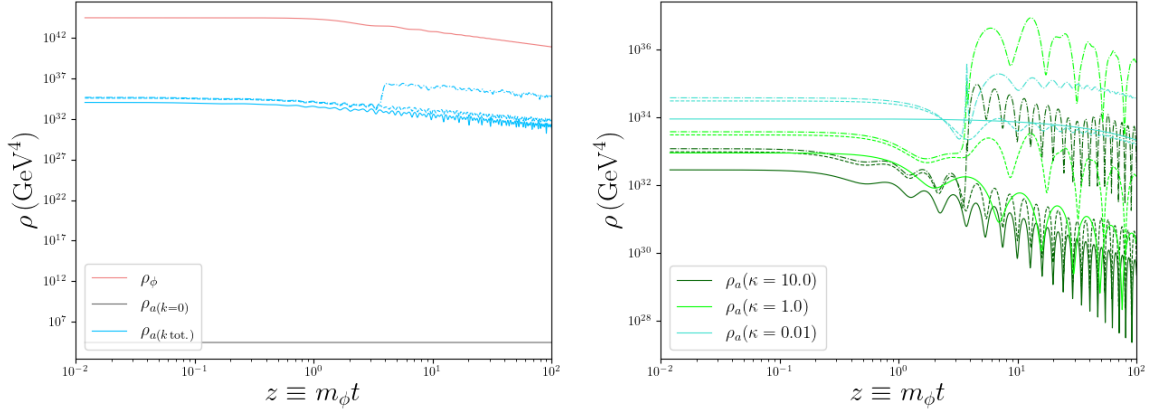 10^42
10^37
10^32
10^27
10^22
10^17
10^12
10^7
ρ (GeV^4)
ρ_ϕ
ρ_{a(k=0)}
ρ_{a(k tot.)}
10^−2 10^−1 10^0 10^1 10^2
z ≡ m_ϕ t
10^36
10^34
10^32
10^30
10^28
ρ (GeV^4)
ρ_a(κ = 10.0)
ρ_a(κ = 1.0)
ρ_a(κ = 0.01)
10^−2 10^−1 10^0 10^1 10^2
z ≡ m_ϕ t